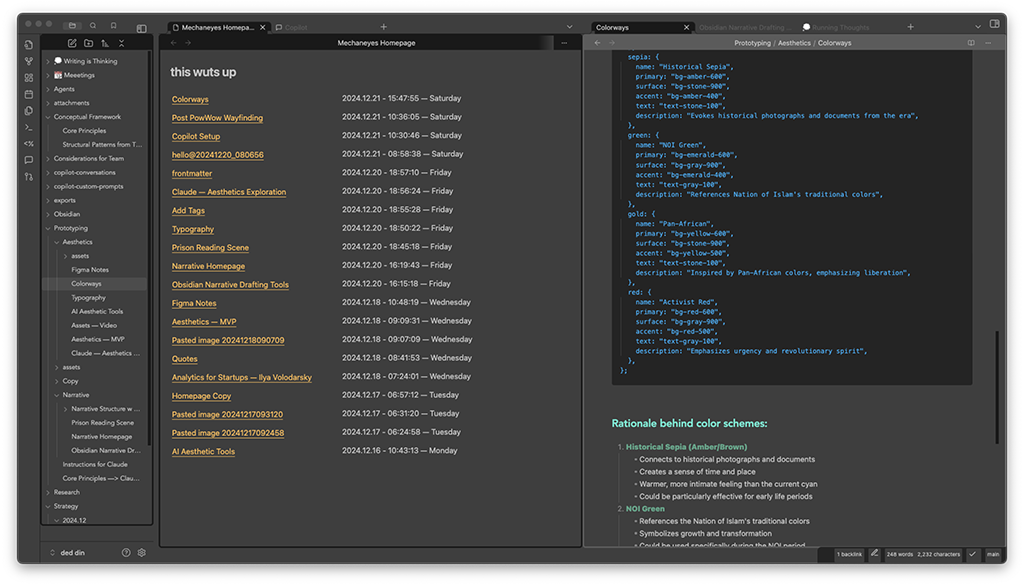 Mechaneyes Homepa...
Copilot
Colorways
Obsidian Narrative Drafting ...
Running Thoughts
Writing is Thinking
Meeetings
Agents
attachments
Conceptual Framework
Core Principles
Structural Patterns from T...
Considerations for Team
copilot-conversations
copilot-custom-prompts
exports
Obsidian
Prototyping
Aesthetics
assets
Figma Notes
Colorways
Typography
AI Aesthetic Tools
Assets — Video
Aesthetics — MVP
Claude — Aesthetics ...
assets
Copy
Narrative
Narrative Structure w ...
Prison Reading Scene
Narrative Homepage
Obsidian Narrative Dr...
Instructions for Claude
Core Principles —> Clau...
Research
Strategy
2024.12
ded din
Mechaneyes Homepage
this wuts up
Colorways 2024.12.21 - 15:47:55 — Saturday
Post PowWow Wayfinding 2024.12.21 - 10:36:05 — Saturday
Copilot Setup 2024.12.21 - 10:30:46 — Saturday
hello@20241220_080656 2024.12.21 - 08:58:38 — Saturday
frontmatter 2024.12.20 - 18:57:10 — Friday
Claude — Aesthetics Exploration 2024.12.20 - 18:56:24 — Friday
Add Tags 2024.12.20 - 18:55:28 — Friday
Typography 2024.12.20 - 18:50:22 — Friday
Prison Reading Scene 2024.12.20 - 18:45:18 — Friday
Narrative Homepage 2024.12.20 - 16:19:43 — Friday
Obsidian Narrative Drafting Tools 2024.12.20 - 16:15:18 — Friday
Figma Notes 2024.12.18 - 10:48:19 — Wednesday
Aesthetics — MVP 2024.12.18 - 09:09:31 — Wednesday
Pasted image 20241218090709 2024.12.18 - 09:07:09 — Wednesday
Quotes 2024.12.18 - 08:41:53 — Wednesday
Analytics for Startups — Ilya Volodarsky 2024.12.18 - 07:24:01 — Wednesday
Homepage Copy 2024.12.17 - 06:57:12 — Tuesday
Pasted image 20241217093120 2024.12.17 - 06:31:20 — Tuesday
Pasted image 20241217092458 2024.12.17 - 06:24:58 — Tuesday
AI Aesthetic Tools 2024.12.16 - 10:43:13 — Monday
Prototyping / Aesthetics / Colorways
sepia: {
name: "Historical Sepia",
primary: "bg-amber-600",
surface: "bg-stone-900",
accent: "bg-amber-400",
text: "text-stone-100",
description: "Evokes historical photographs and documents from the era",
},
green: {
name: "NOI Green",
primary: "bg-emerald-600",
surface: "bg-gray-900",
accent: "bg-emerald-400",
text: "text-gray-100",
description: "References Nation of Islam's traditional colors",
},
gold: {
name: "Pan-African",
primary: "bg-yellow-600",
surface: "bg-stone-900",
accent: "bg-yellow-500",
text: "text-stone-100",
description: "Inspired by Pan-African colors, emphasizing liberation",
},
red: {
name: "Activist Red",
primary: "bg-red-600",
surface: "bg-gray-900",
accent: "bg-red-500",
text: "text-gray-100",
description: "Emphasizes urgency and revolutionary spirit",
},
};
Rationale behind color schemes:
1. Historical Sepia (Amber/Brown)
• Connects to historical photographs and documents
• Creates a sense of time and place
• Warmer, more intimate feeling than the current cyan
• Could be particularly effective for early life periods
2. NOI Green
• References the Nation of Islam's traditional colors
• Symbolizes growth and transformation
• Could be used specifically during the NOI period
1 backlink 248 words 2,232 characters main